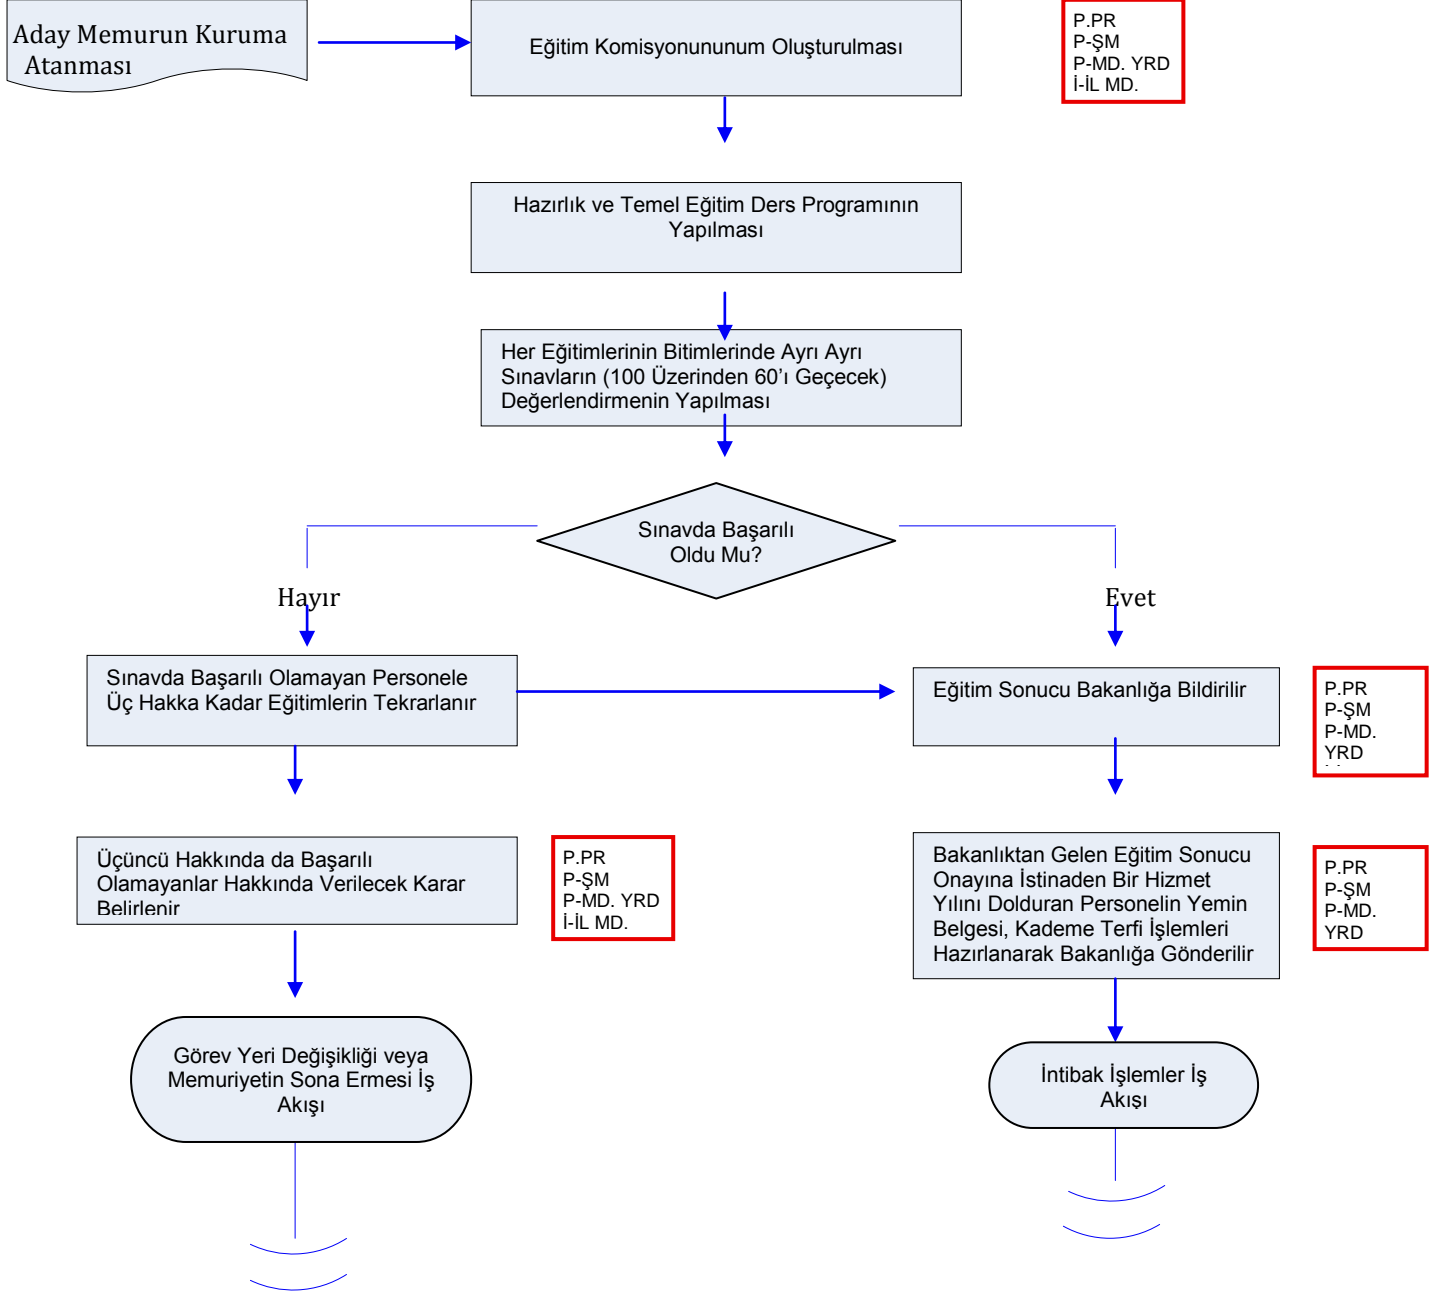 Aday Memurun Kuruma
Atanması
Eğitim Komisyonununum Oluşturulması
P.PR
P-ŞM
P-MD. YRD
İ-İL MD.
Hazırlık ve Temel Eğitim Ders Programının
Yapılması
Her Eğitimlerinin Bitimlerinde Ayrı Ayrı
Sınavların (100 Üzerinden 60’ı Geçecek)
Değerlendirmenin Yapılması
Sınavda Başarılı
Oldu Mu?
Hayır
Evet
Sınavda Başarılı Olamayan Personele
Üç Hakka Kadar Eğitimlerin Tekrarlanır
Eğitim Sonucu Bakanlığa Bildirilir
P.PR
P-ŞM
P-MD.
YRD
Üçüncü Hakkında da Başarılı
Olamayanlar Hakkında Verilecek Karar
Belirlenir
P.PR
P-ŞM
P-MD. YRD
İ-İL MD.
Bakanlıktan Gelen Eğitim Sonucu
Onayına İstinaden Bir Hizmet
Yılını Dolduran Personelin Yemin
Belgesi, Kademe Terfi İşlemleri
Hazırlanarak Bakanlığa Gönderilir
P.PR
P-ŞM
P-MD.
YRD
Görev Yeri Değişikliği veya
Memuriyetin Sona Ermesi İş
Akışı
İntibak İşlemler İş
Akışı